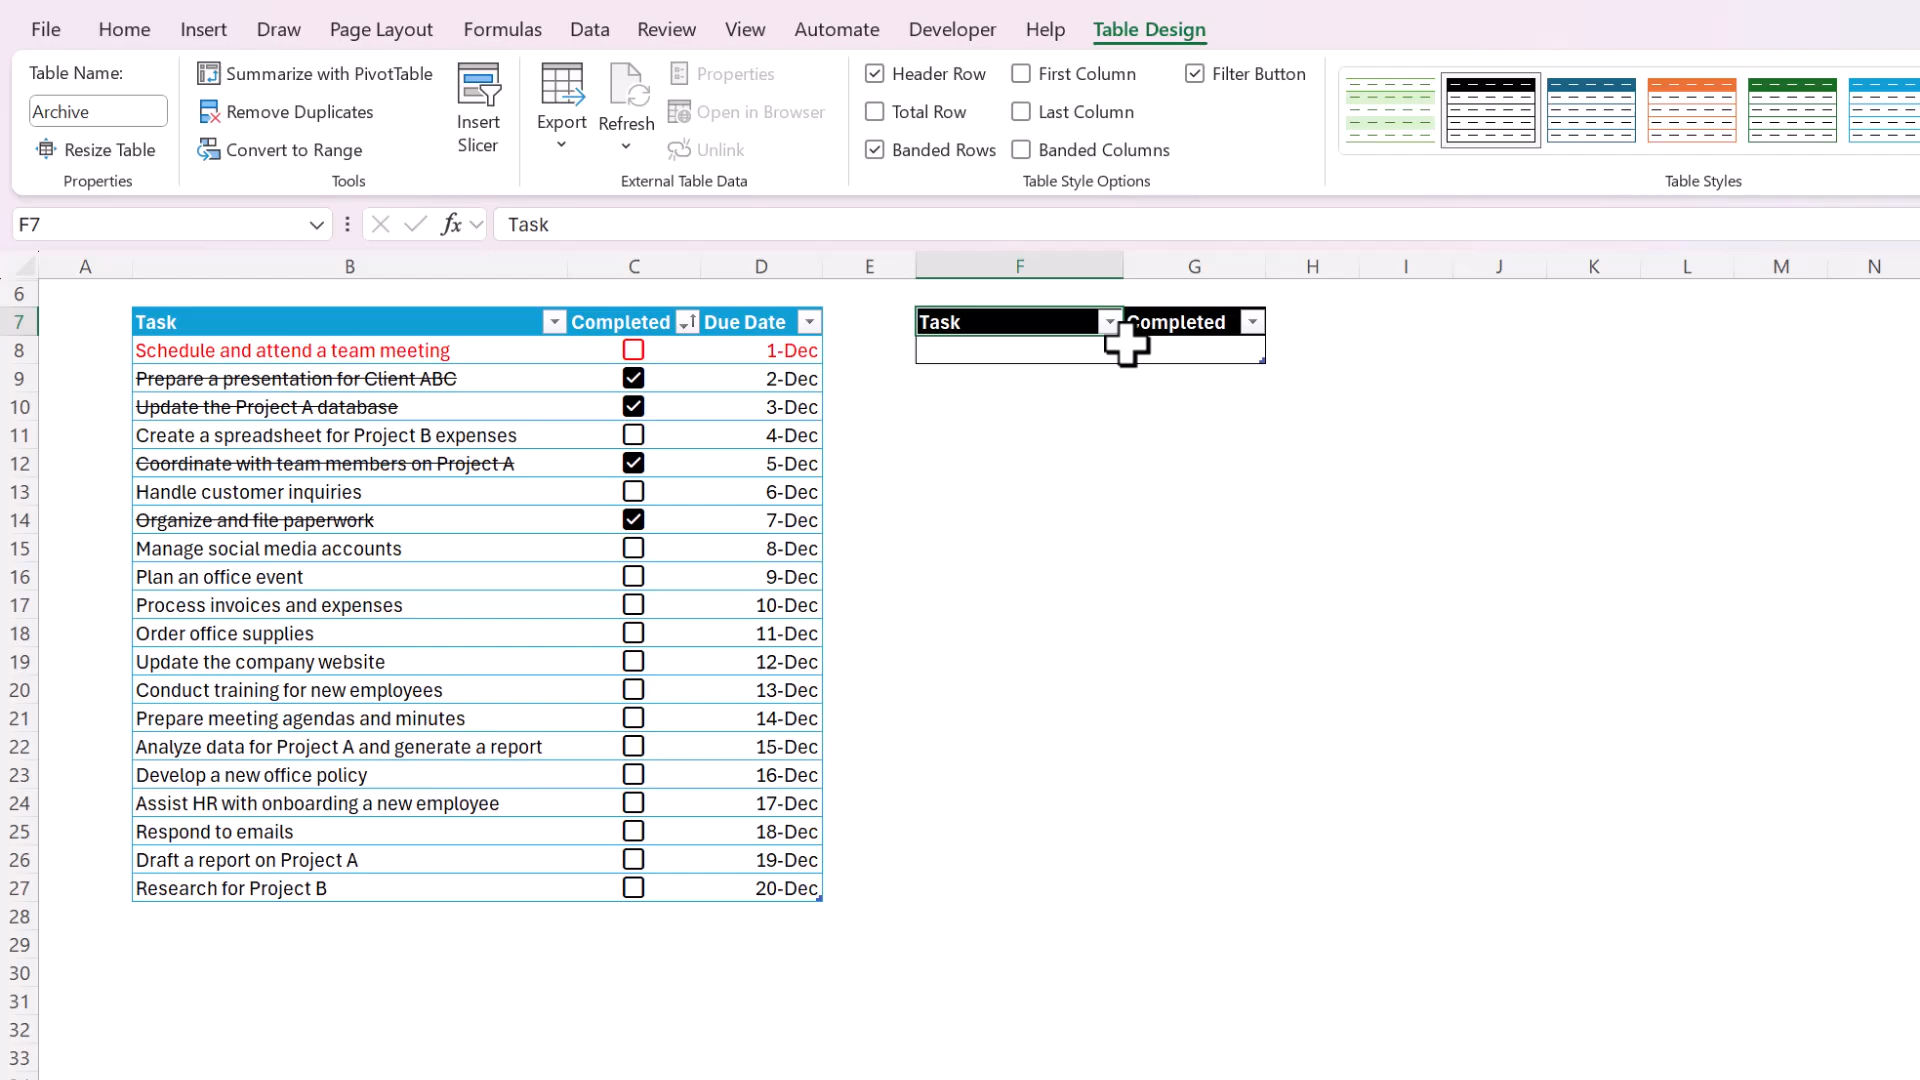 File Home Insert Draw Page Layout Formulas Data Review View Automate Developer Help Table Design
Table Name:
Archive
Resize Table
Properties
Summarize with PivotTable
Remove Duplicates
Convert to Range
Tools
Insert
Slicer
Export
Refresh
Properties
Open in Browser
Unlink
External Table Data
Header Row
Total Row
Banded Rows
First Column
Last Column
Banded Columns
Filter Button
Table Style Options
Table Styles
F7 fx Task
A B C D E F G H I J K L M N
6
7 Task Completed Due Date Task Completed
8 Schedule and attend a team meeting 1-Dec
9 Prepare a presentation for Client ABC 2-Dec
10 Update the Project A database 3-Dec
11 Create a spreadsheet for Project B expenses 4-Dec
12 Coordinate with team members on Project A 5-Dec
13 Handle customer inquiries 6-Dec
14 Organize and file paperwork 7-Dec
15 Manage social media accounts 8-Dec
16 Plan an office event 9-Dec
17 Process invoices and expenses 10-Dec
18 Order office supplies 11-Dec
19 Update the company website 12-Dec
20 Conduct training for new employees 13-Dec
21 Prepare meeting agendas and minutes 14-Dec
22 Analyze data for Project A and generate a report 15-Dec
23 Develop a new office policy 16-Dec
24 Assist HR with onboarding a new employee 17-Dec
25 Respond to emails 18-Dec
26 Draft a report on Project A 19-Dec
27 Research for Project B 20-Dec
28
29
30
31
32
33